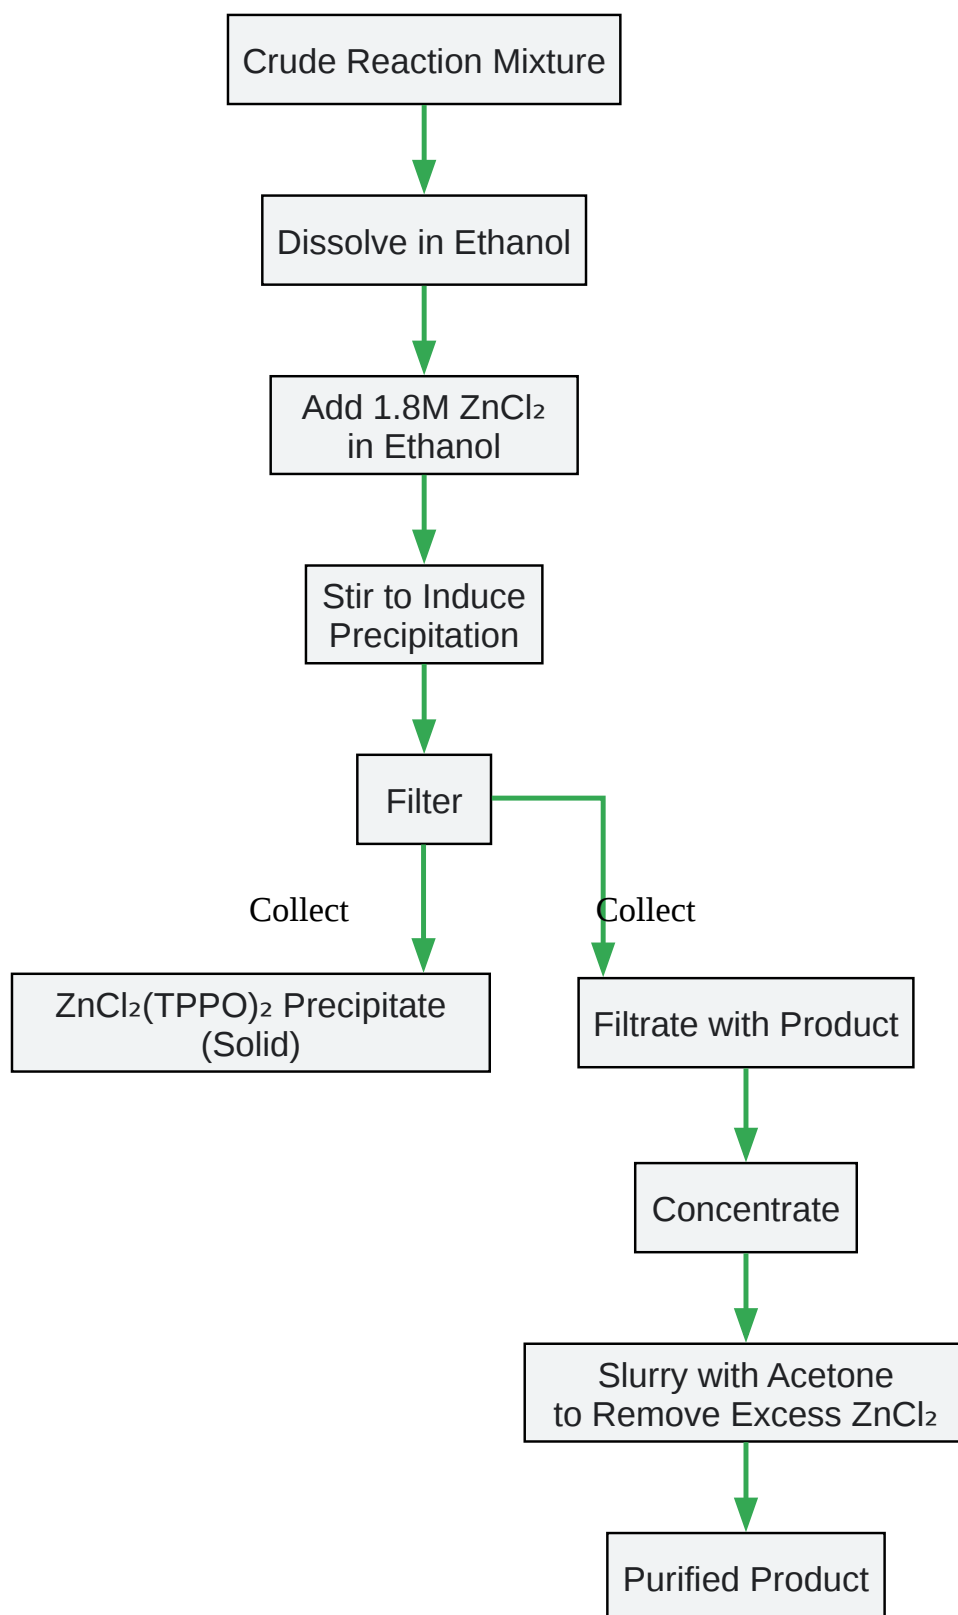 Crude Reaction Mixture
Dissolve in Ethanol
Add 1.8M ZnCl₂
in Ethanol
Stir to Induce
Precipitation
Filter
Collect
Collect
ZnCl₂(TPPO)₂ Precipitate
(Solid)
Filtrate with Product
Concentrate
Slurry with Acetone
to Remove Excess ZnCl₂
Purified Product